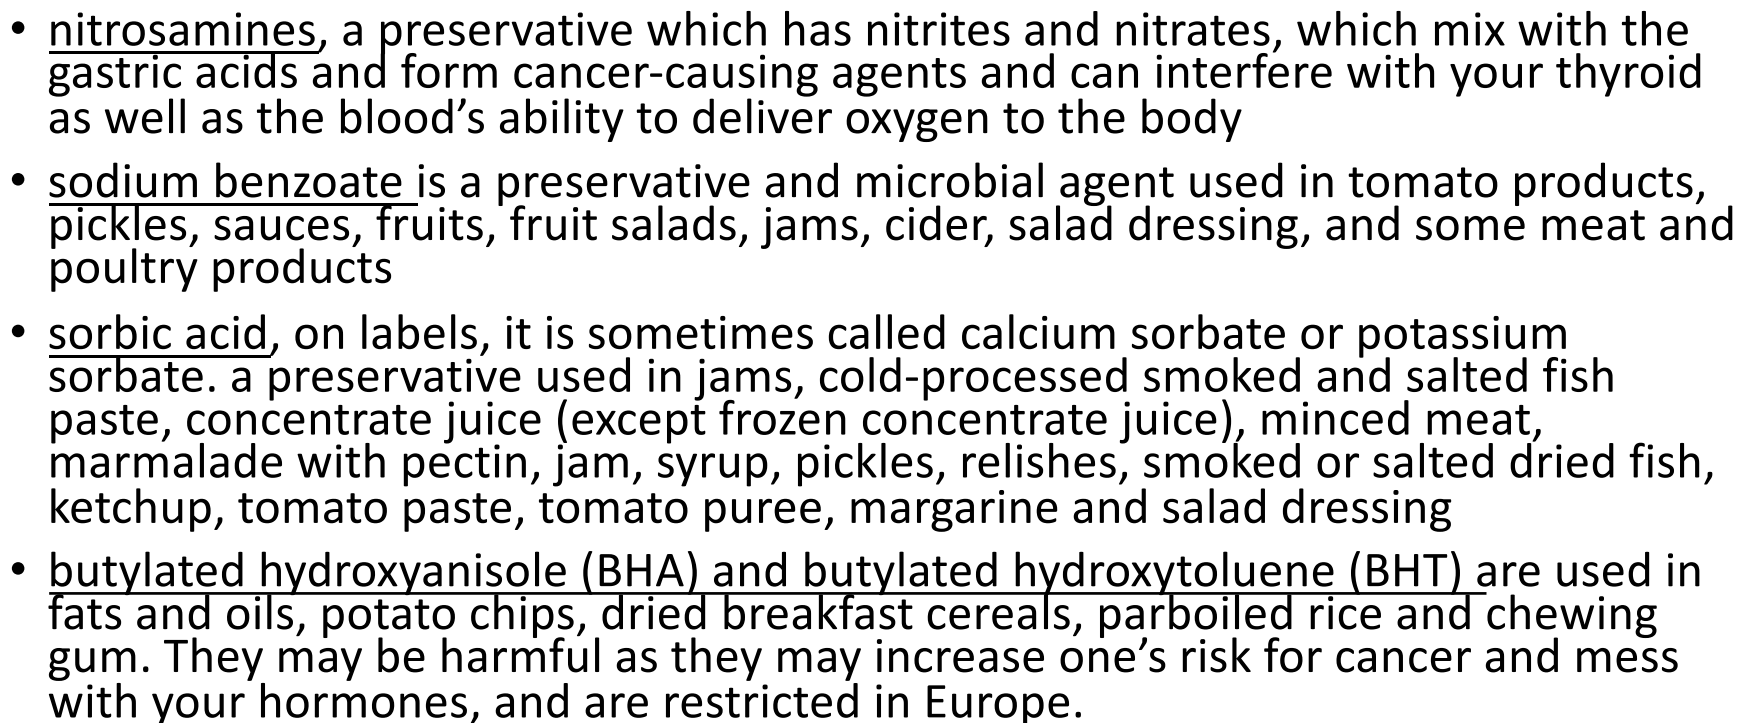 • nitrosamines, a preservative which has nitrites and nitrates, which mix with the
gastric acids and form cancer-causing agents and can interfere with your thyroid
as well as the blood’s ability to deliver oxygen to the body
• sodium benzoate is a preservative and microbial agent used in tomato products,
pickles, sauces, fruits, fruit salads, jams, cider, salad dressing, and some meat and
poultry products
• sorbic acid, on labels, it is sometimes called calcium sorbate or potassium
sorbate. a preservative used in jams, cold-processed smoked and salted fish
paste, concentrate juice (except frozen concentrate juice), minced meat,
marmalade with pectin, jam, syrup, pickles, relishes, smoked or salted dried fish,
ketchup, tomato paste, tomato puree, margarine and salad dressing
• butylated hydroxyanisole (BHA) and butylated hydroxytoluene (BHT) are used in
fats and oils, potato chips, dried breakfast cereals, parboiled rice and chewing
gum. They may be harmful as they may increase one’s risk for cancer and mess
with your hormones, and are restricted in Europe.